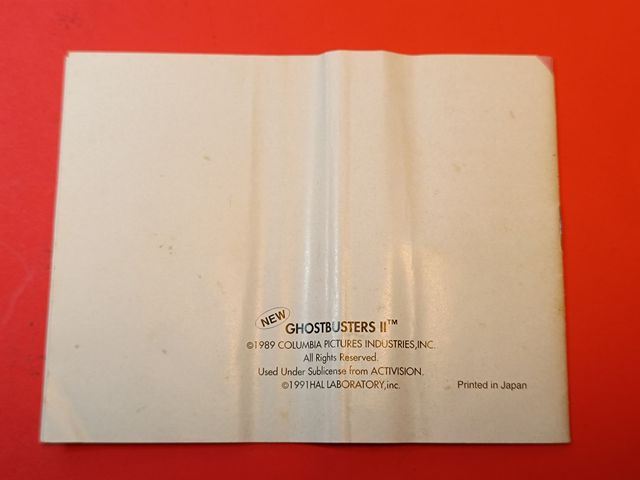 NEW
GHOSTBUSTERS II™
©1989 COLUMBIA PICTURES INDUSTRIES,INC.
All Rights Reserved.
Used Under Sublicense from ACTIVISION.
©1991HAL LABORATORY,inc.
Printed in Japan